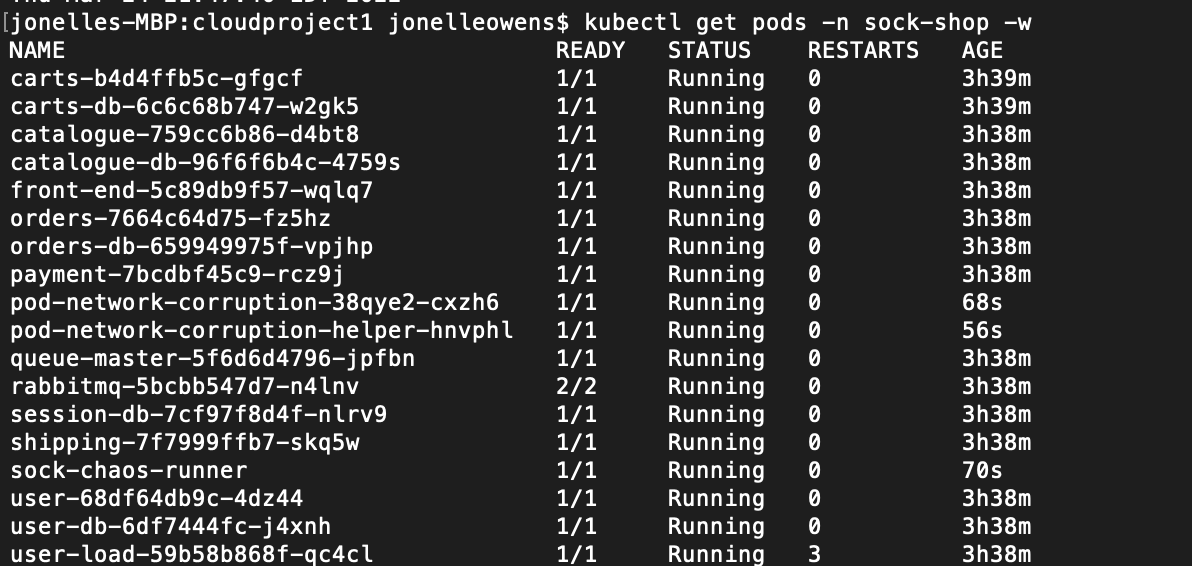 [jonelles-MBP:cloudproject1 jonelleowens$ kubectl get pods -n sock-shop -w
NAME READY STATUS RESTARTS AGE
carts-b4d4ffb5c-gfgcf 1/1 Running 0 3h39m
carts-db-6c6c68b747-w2gk5 1/1 Running 0 3h39m
catalogue-759cc6b86-d4bt8 1/1 Running 0 3h38m
catalogue-db-96f6f6b4c-4759s 1/1 Running 0 3h38m
front-end-5c89db9f57-wqlq7 1/1 Running 0 3h38m
orders-7664c64d75-fz5hz 1/1 Running 0 3h38m
orders-db-659949975f-vpjhp 1/1 Running 0 3h38m
payment-7bcdbf45c9-rcz9j 1/1 Running 0 3h38m
pod-network-corruption-38qye2-cxzh6 1/1 Running 0 68s
pod-network-corruption-helper-hnvphl 1/1 Running 0 56s
queue-master-5f6d6d4796-jpfbn 1/1 Running 0 3h38m
rabbitmq-5bcbb547d7-n4lnv 2/2 Running 0 3h38m
session-db-7cf97f8d4f-nlrv9 1/1 Running 0 3h38m
shipping-7f7999ffb7-skq5w 1/1 Running 0 3h38m
sock-chaos-runner 1/1 Running 0 70s
user-68df64db9c-4dz44 1/1 Running 0 3h38m
user-db-6df7444fc-j4xnh 1/1 Running 0 3h38m
user-load-59b58b868f-qc4cl 1/1 Running 3 3h38m